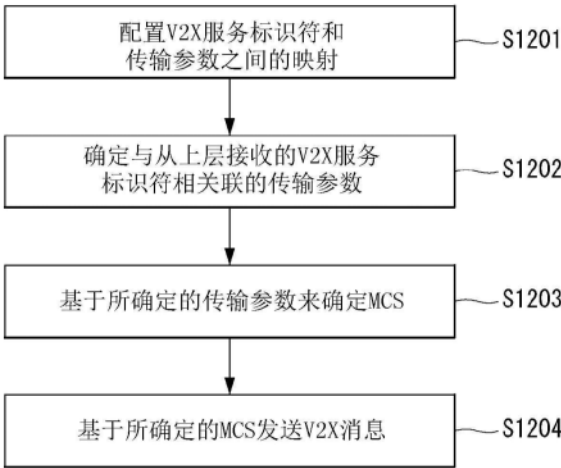 配置V2X服务标识符和
传输参数之间的映射
S1201
确定与从上层接收的V2X服务
标识符相关联的传输参数
S1202
基于所确定的传输参数来确定MCS
S1203
基于所确定的MCS发送V2X消息
S1204